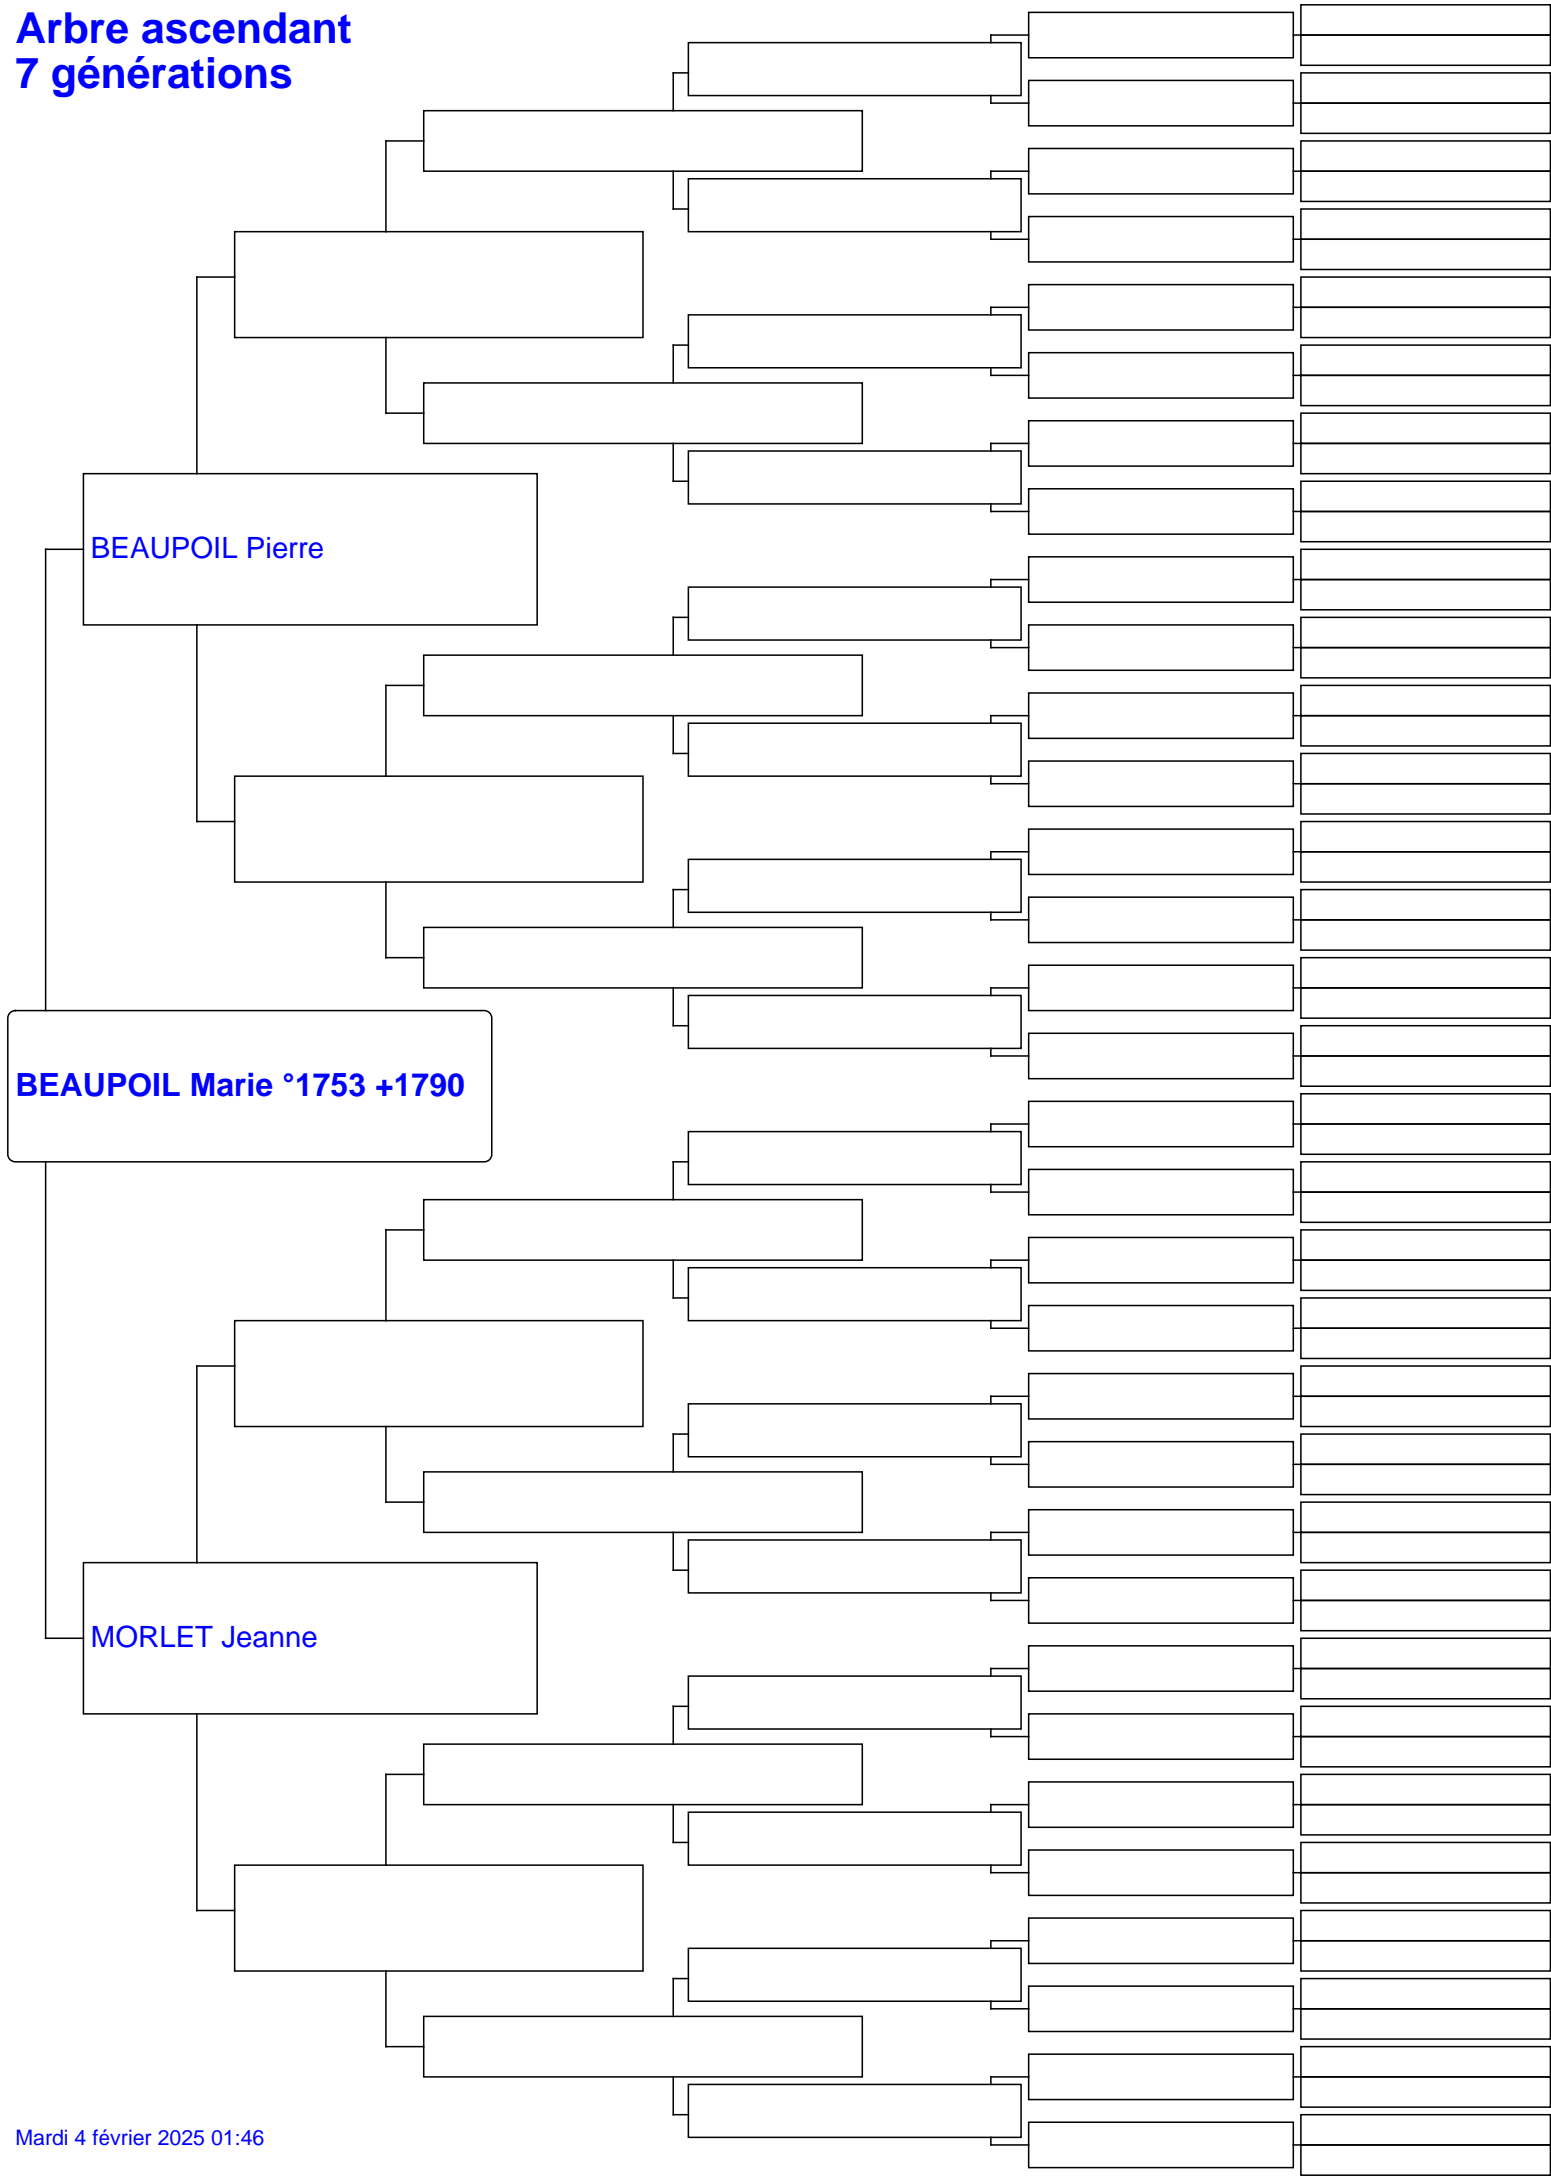 Arbre ascendant
7 générations
BEAUPOIL Pierre
BEAUPOIL Marie °1753 +1790
MORLET Jeanne
Mardi 4 février 2025 01:46